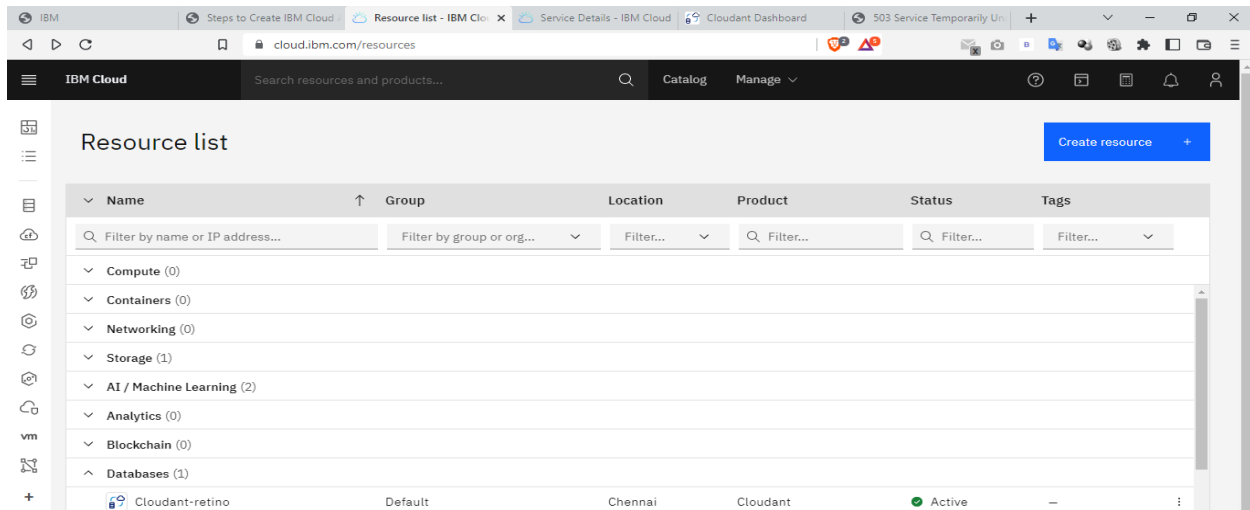 IBM
Steps to Create IBM Cloud
Resource list - IBM Clou
Service Details - IBM Cloud
Cloudant Dashboard
503 Service Temporarily Un
cloud.ibm.com/resources
IBM Cloud
Search resources and products...
Catalog
Manage
Resource list
Create resource +
Name
Group
Location
Product
Status
Tags
Filter by name or IP address...
Filter by group or org...
Filter...
Filter...
Filter...
Filter...
Compute (0)
Containers (0)
Networking (0)
Storage (1)
AI / Machine Learning (2)
Analytics (0)
Blockchain (0)
vm
Databases (1)
Cloudant-retino
Default
Chennai
Cloudant
Active
–